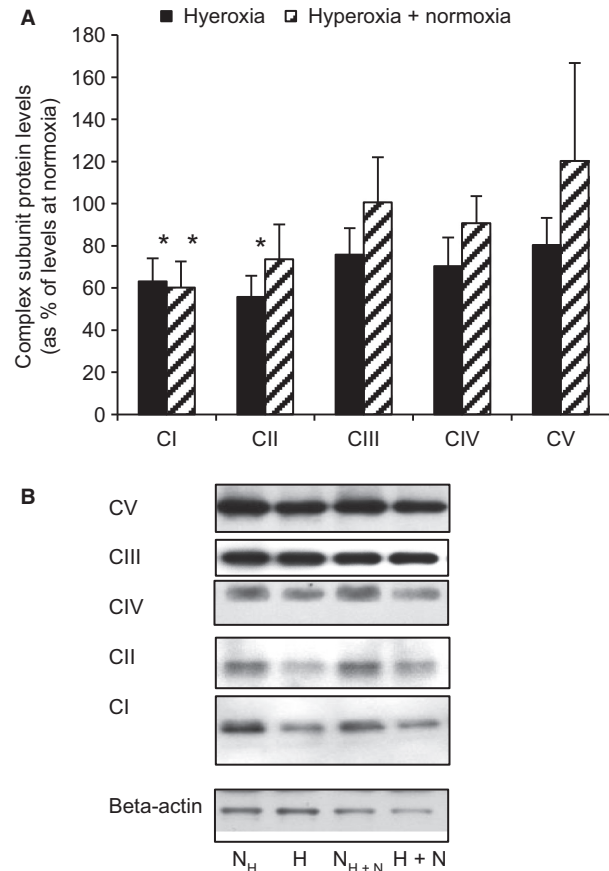 A
Hyeroxia Hyperoxia + normoxia
Complex subunit protein levels
(as % of levels at normoxia)
180
160
140
120
100
80
60
40
20
0
* * *
CI CII CIII CIV CV
B
CV
CIII
CIV
CII
CI
Beta-actin
N_H H N_H + N H + N